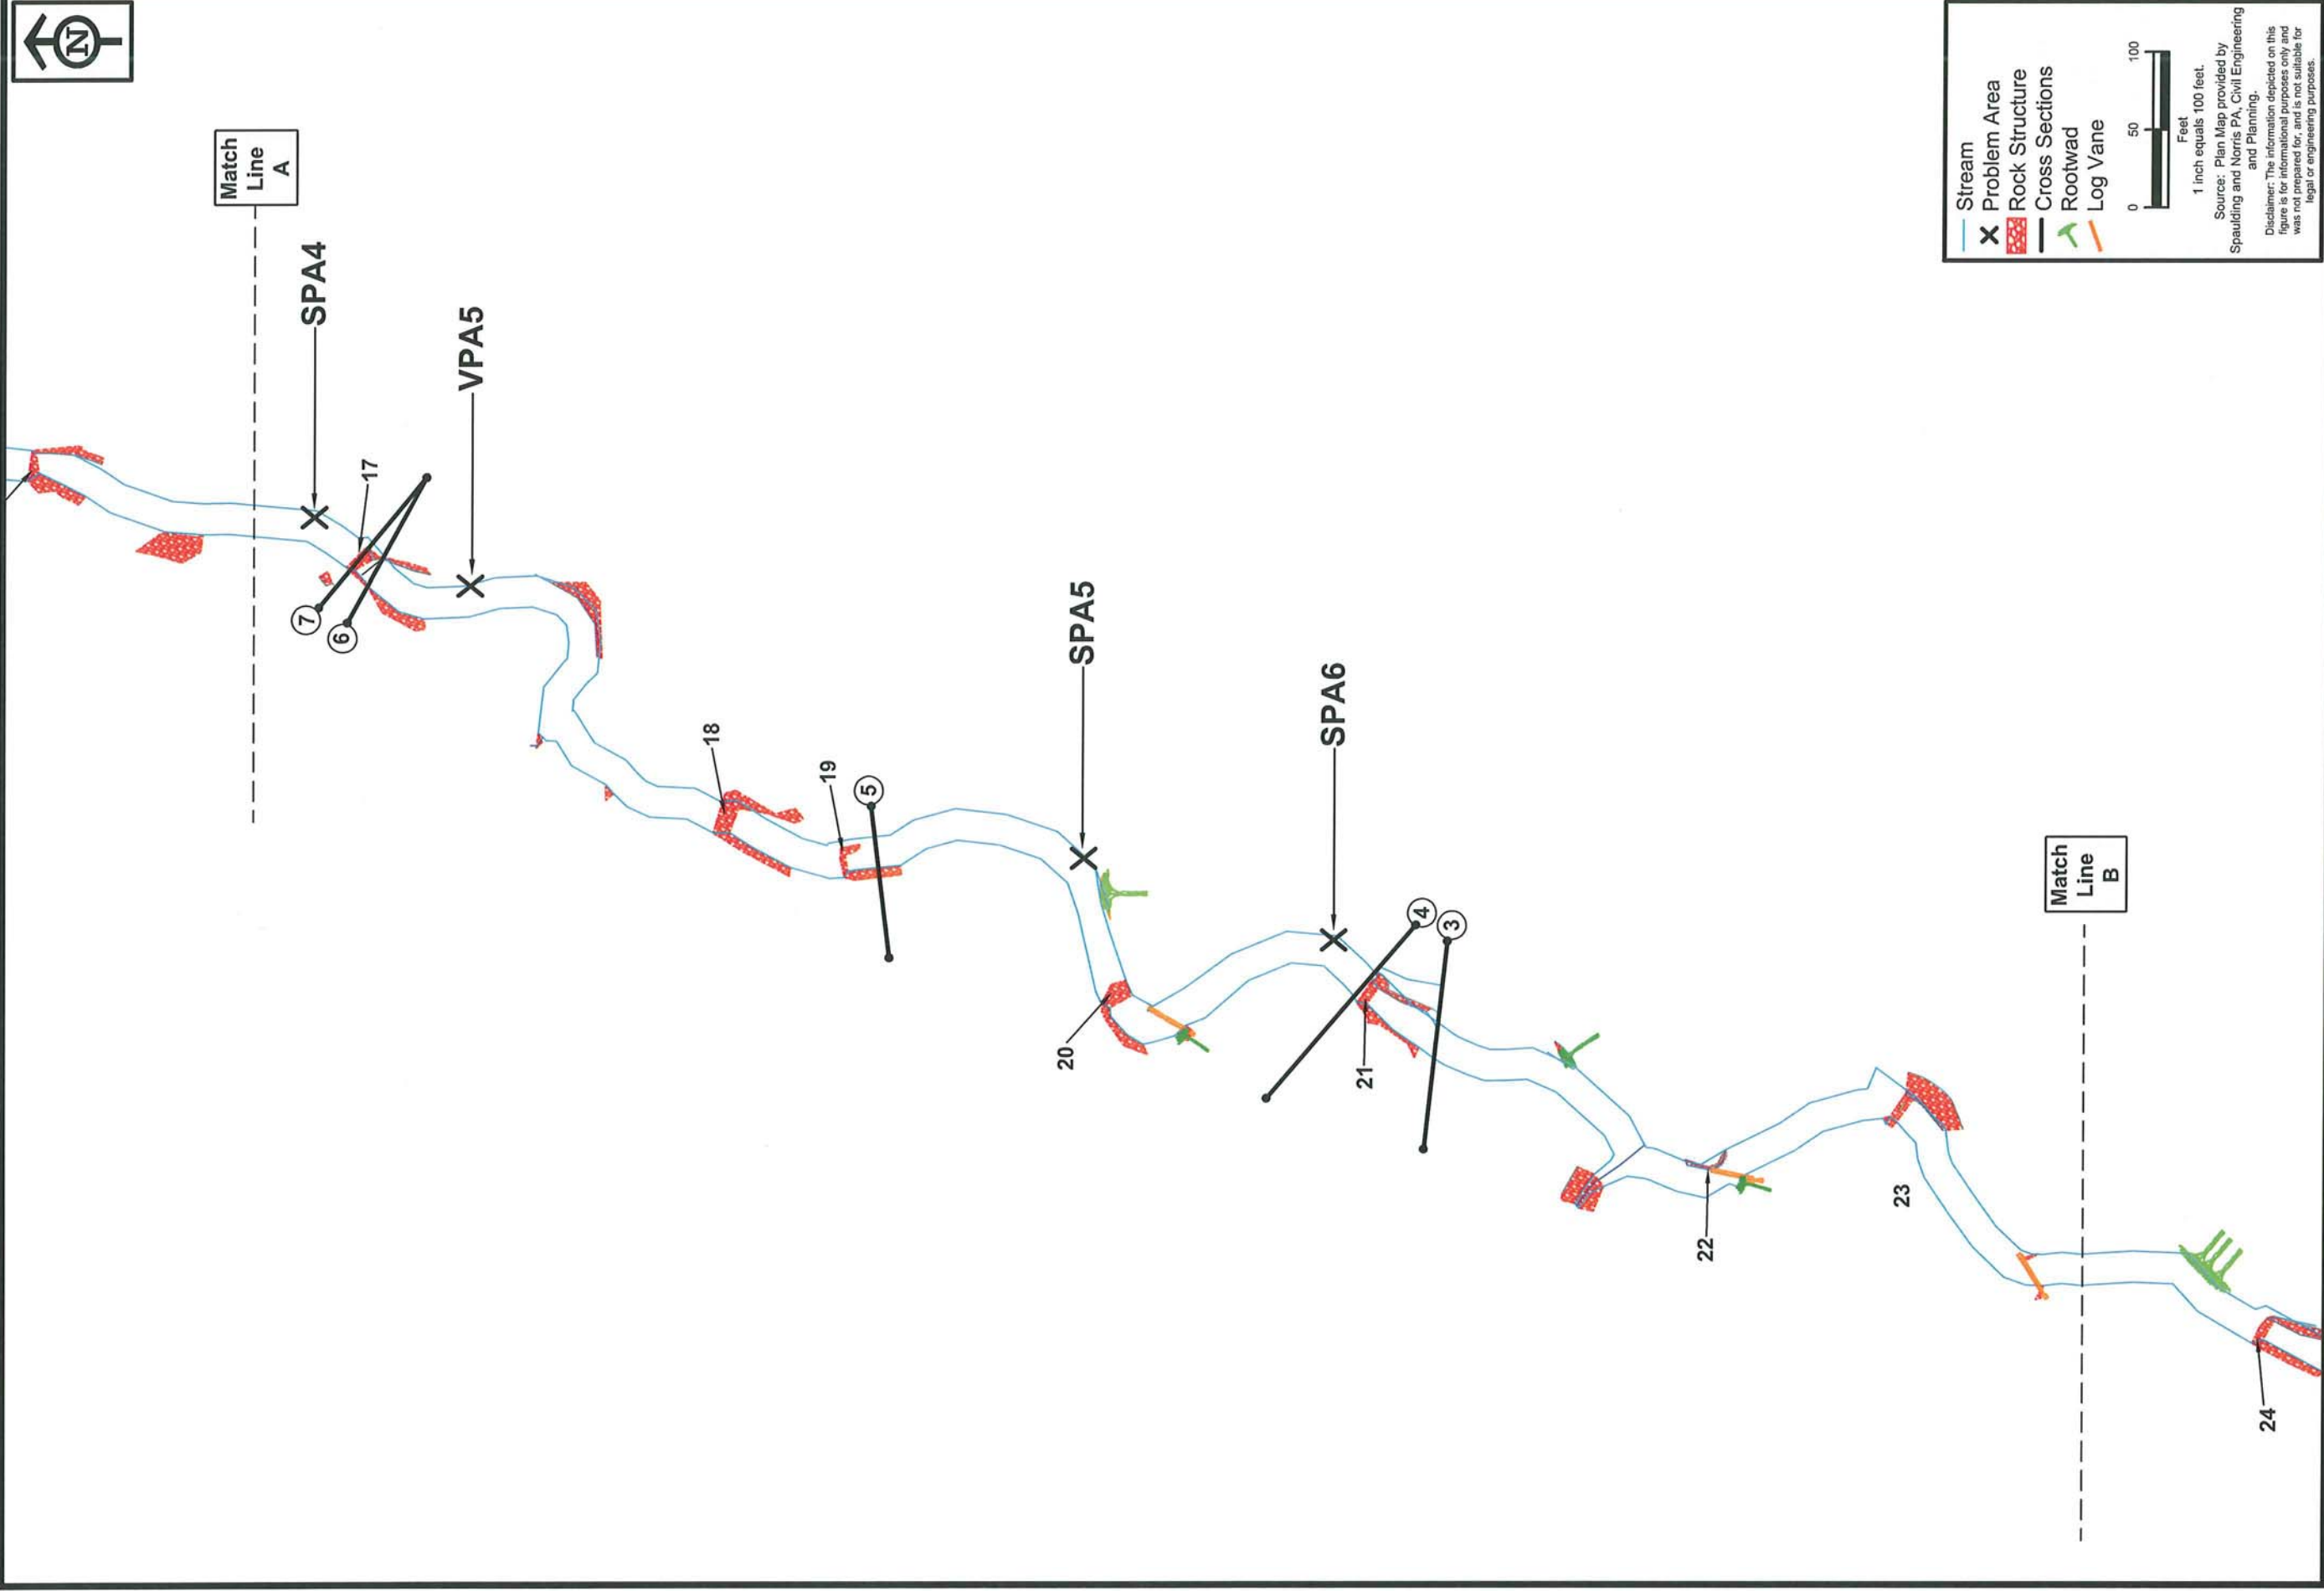 N
Match
Line
A
SPA4
VPA5
17
7
6
18
19
5
SPA5
SPA6
20
4
3
21
22
23
Match
Line
B
24
Stream
Problem Area
Rock Structure
Cross Sections
Rootwad
Log Vane
0 50 100
Feet
1 inch equals 100 feet.
Source: Plan Map provided by
Spaulding and Norris PA, Civil Engineering
and Planning.
Disclaimer: The information depicted on this
figure is for informational purposes only and
was not prepared for, and is not suitable for
legal or engineering purposes.